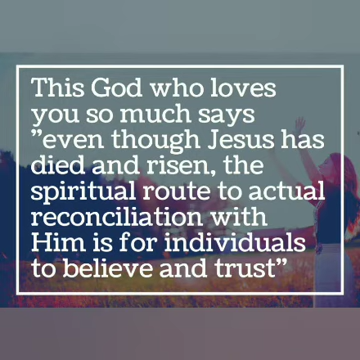 This God who loves
you so much says
”even though Jesus has
died and risen, the
spiritual route to actual
reconciliation with
Him is for individuals
to believe and trust”